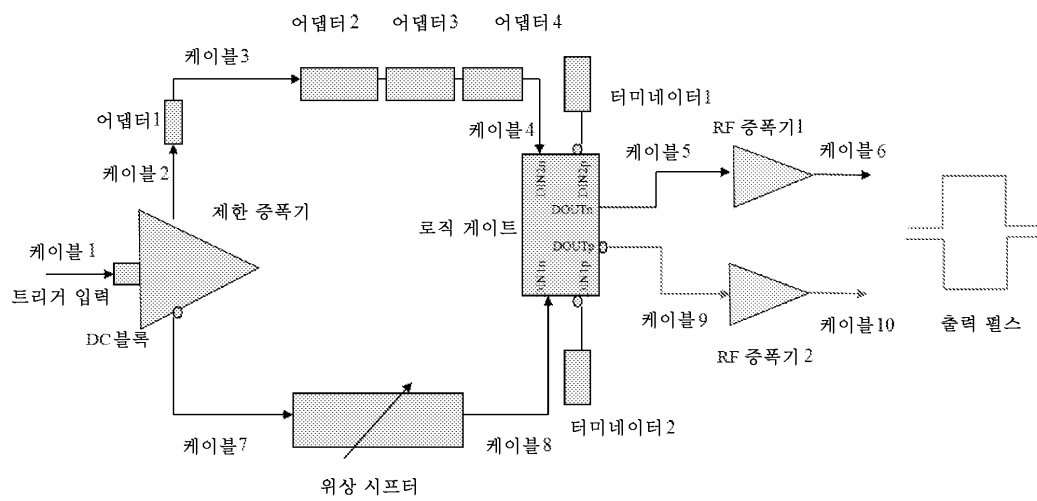 어댑터2
어댑터3
어댑터4
케이블3
어댑터1
케이블2
케이블4
터미네이터1
케이블5
RF 증폭기1
케이블6
제한 증폭기
케이블1
트리거 입력
DC블록
로직 게이트
DIN2n
DIN2p
DOUTn
DOUTp
DIN1n
DIN1p
케이블9
케이블10
출력 펄스
RF 증폭기2
케이블7
케이블8
터미네이터2
위상 시프터